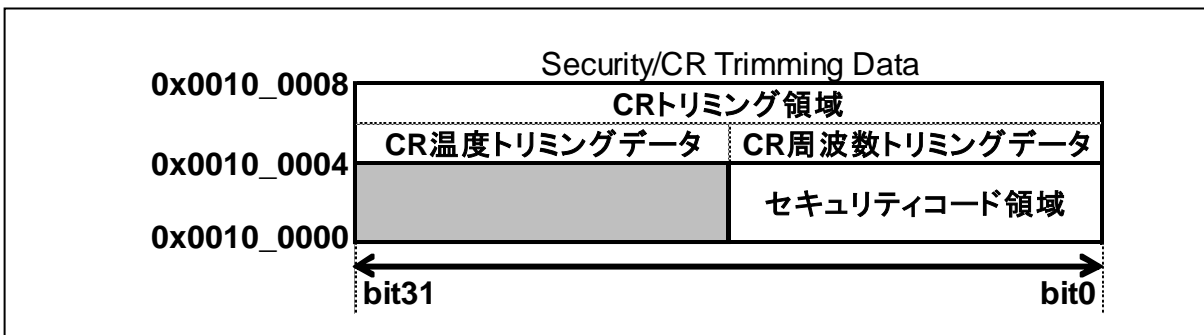 Security/CR Trimming Data
0x0010_0008
CRトリミング領域
CR温度トリミングデータ
CR周波数トリミングデータ
0x0010_0004
セキュリティコード領域
0x0010_0000
bit31
bit0